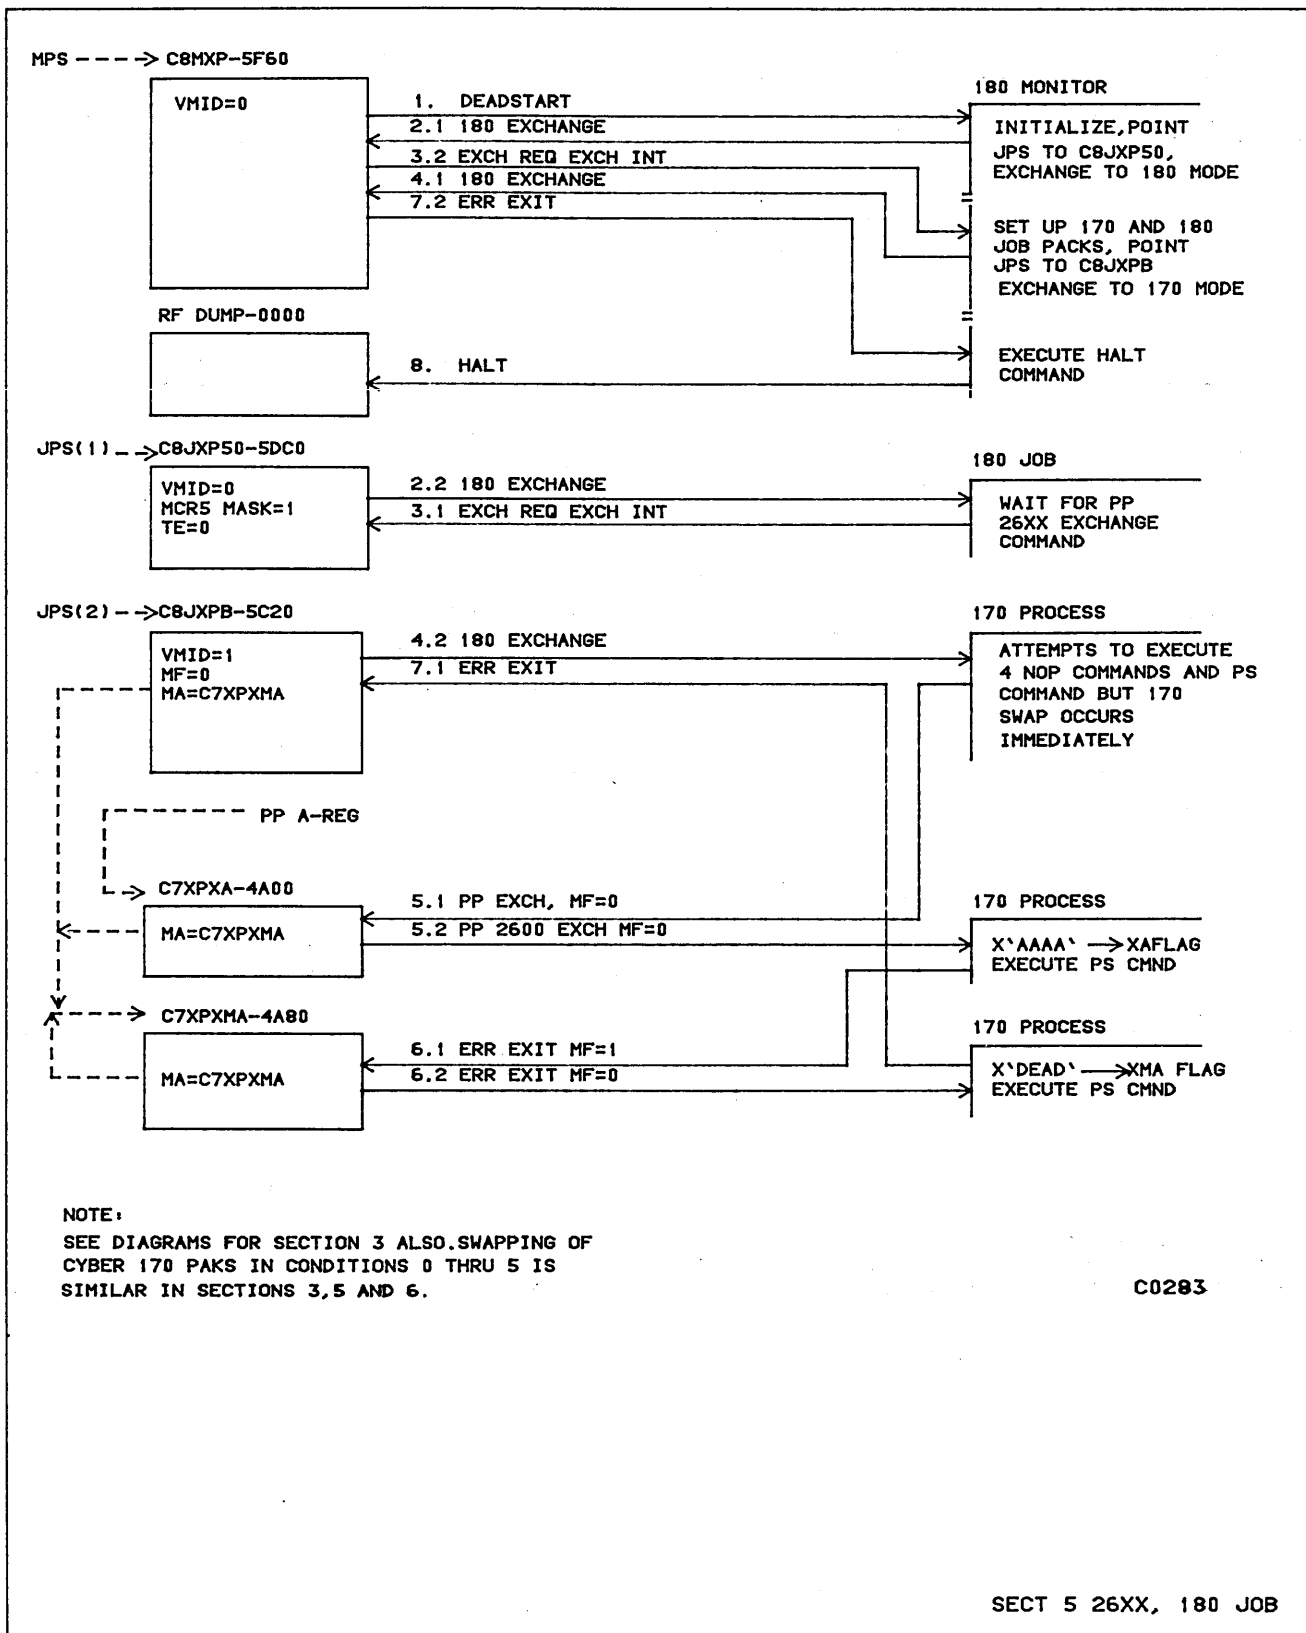 MPS ----> C8MXP-5F60
VMID=0
1. DEADSTART
2.1 180 EXCHANGE
3.2 EXCH REQ EXCH INT
4.1 180 EXCHANGE
7.2 ERR EXIT
180 MONITOR
INITIALIZE,POINT
JPS TO C8JXP50,
EXCHANGE TO 180 MODE
SET UP 170 AND 180
JOB PACKS, POINT
JPS TO C8JXPB
EXCHANGE TO 170 MODE
RF DUMP-0000
8. HALT
EXECUTE HALT
COMMAND
JPS(1) --> C8JXP50-5DC0
VMID=0
MCR5 MASK=1
TE=0
2.2 180 EXCHANGE
3.1 EXCH REQ EXCH INT
180 JOB
WAIT FOR PP
26XX EXCHANGE
COMMAND
JPS(2) --> C8JXPB-5C20
VMID=1
MF=0
MA=C7XPXMA
4.2 180 EXCHANGE
7.1 ERR EXIT
170 PROCESS
ATTEMPTS TO EXECUTE
4 NOP COMMANDS AND PS
COMMAND BUT 170
SWAP OCCURS
IMMEDIATELY
PP A-REG
C7XPXA-4A00
MA=C7XPXMA
5.1 PP EXCH, MF=0
5.2 PP 2600 EXCH MF=0
170 PROCESS
X`AAAA` -> XAFLAG
EXECUTE PS CMND
C7XPXMA-4A80
MA=C7XPXMA
6.1 ERR EXIT MF=1
6.2 ERR EXIT MF=0
170 PROCESS
X`DEAD` -> XMA FLAG
EXECUTE PS CMND
NOTE:
SEE DIAGRAMS FOR SECTION 3 ALSO.SWAPPING OF
CYBER 170 PAKS IN CONDITIONS 0 THRU 5 IS
SIMILAR IN SECTIONS 3,5 AND 6.
C0283
SECT 5 26XX, 180 JOB